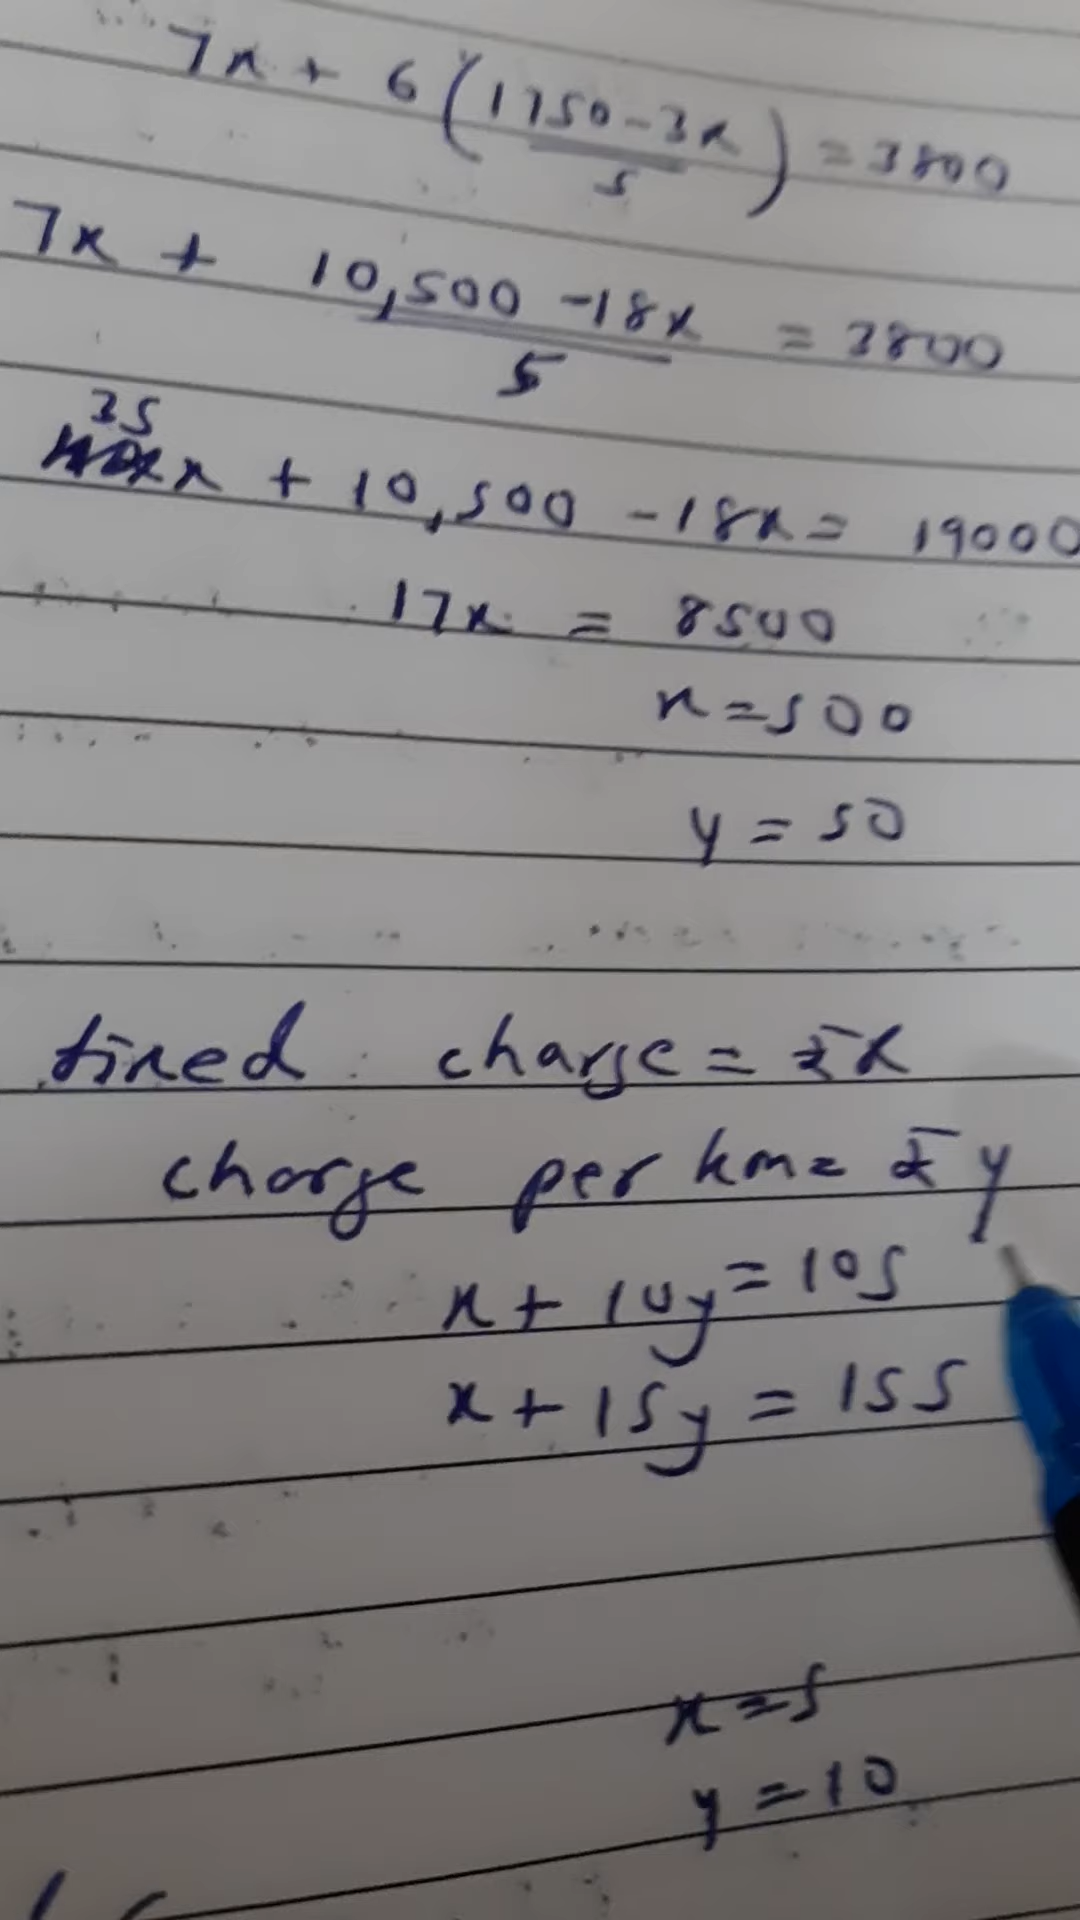 7x + 6 (1750-3x / 5) = 3800
7x + 10,500 -18x / 5 = 3800
35x + 10,500 -18x = 19000
17x = 8500
x = 500
y = 50
fixed charge = ₹x
charge per km = ₹ y
x + 10y = 105
x + 15y = 155
x = 5
y = 10